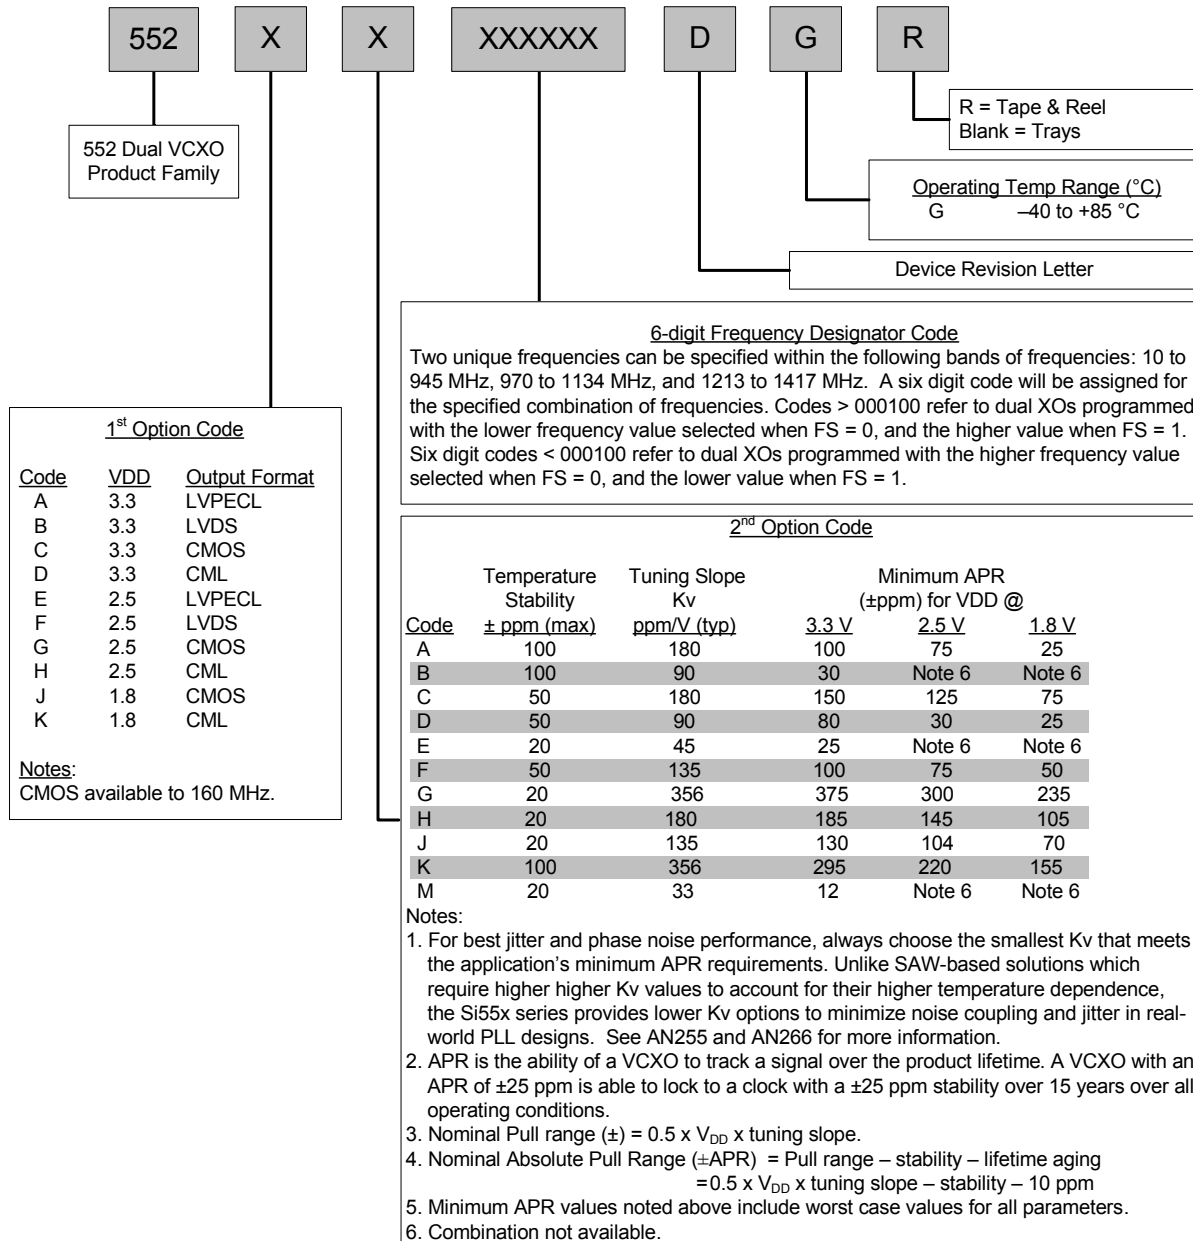 552 X X XXXXXX D G R
R = Tape & Reel
Blank = Trays
552 Dual VCXO
Product Family
Operating Temp Range (°C)
G –40 to +85 °C
Device Revision Letter
6-digit Frequency Designator Code
Two unique frequencies can be specified within the following bands of frequencies: 10 to
945 MHz, 970 to 1134 MHz, and 1213 to 1417 MHz. A six digit code will be assigned for
the specified combination of frequencies. Codes > 000100 refer to dual XOs programmed
with the lower frequency value selected when FS = 0, and the higher value when FS = 1.
Six digit codes < 000100 refer to dual XOs programmed with the higher frequency value
selected when FS = 0, and the lower value when FS = 1.
1st Option Code
Code VDD Output Format
A 3.3 LVPECL
B 3.3 LVDS
C 3.3 CMOS
D 3.3 CML
E 2.5 LVPECL
F 2.5 LVDS
G 2.5 CMOS
H 2.5 CML
J 1.8 CMOS
K 1.8 CML
Notes:
CMOS available to 160 MHz.
2nd Option Code
Temperature Tuning Slope Minimum APR
Stability Kv (±ppm) for VDD @
Code ± ppm (max) ppm/V (typ) 3.3 V 2.5 V 1.8 V
A 100 180 100 75 25
B 100 90 30 Note 6 Note 6
C 50 180 150 125 75
D 50 90 80 30 25
E 20 45 25 Note 6 Note 6
F 50 135 100 75 50
G 20 356 375 300 235
H 20 180 185 145 105
J 20 135 130 104 70
K 100 356 295 220 155
M 20 33 12 Note 6 Note 6
Notes:
1. For best jitter and phase noise performance, always choose the smallest Kv that meets
the application's minimum APR requirements. Unlike SAW-based solutions which
require higher higher Kv values to account for their higher temperature dependence,
the Si55x series provides lower Kv options to minimize noise coupling and jitter in real-
world PLL designs. See AN255 and AN266 for more information.
2. APR is the ability of a VCXO to track a signal over the product lifetime. A VCXO with an
APR of ±25 ppm is able to lock to a clock with a ±25 ppm stability over 15 years over all
operating conditions.
3. Nominal Pull range (±) = 0.5 x VDD x tuning slope.
4. Nominal Absolute Pull Range (±APR) = Pull range – stability – lifetime aging
= 0.5 x VDD x tuning slope – stability – 10 ppm
5. Minimum APR values noted above include worst case values for all parameters.
6. Combination not available.